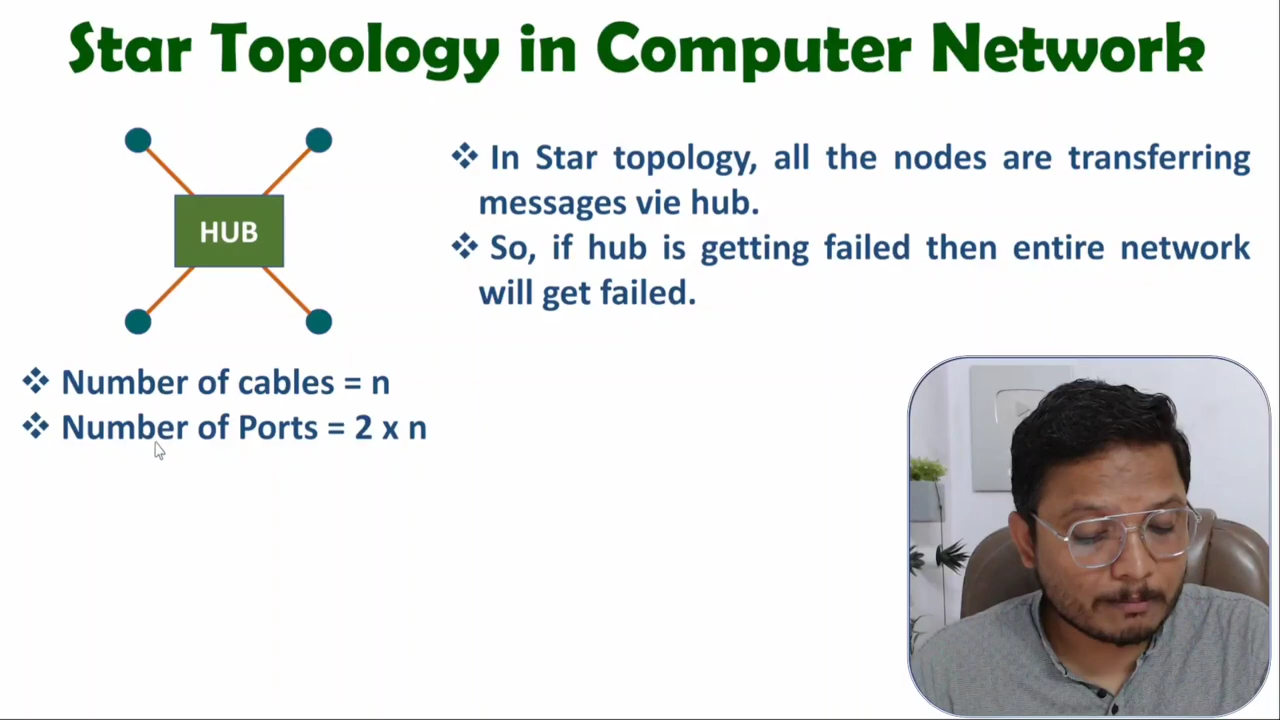 Star Topology in Computer Network
HUB
❖ In Star topology, all the nodes are transferring
messages vie hub.
❖ So, if hub is getting failed then entire network
will get failed.
❖ Number of cables = n
❖ Number of Ports = 2 x n